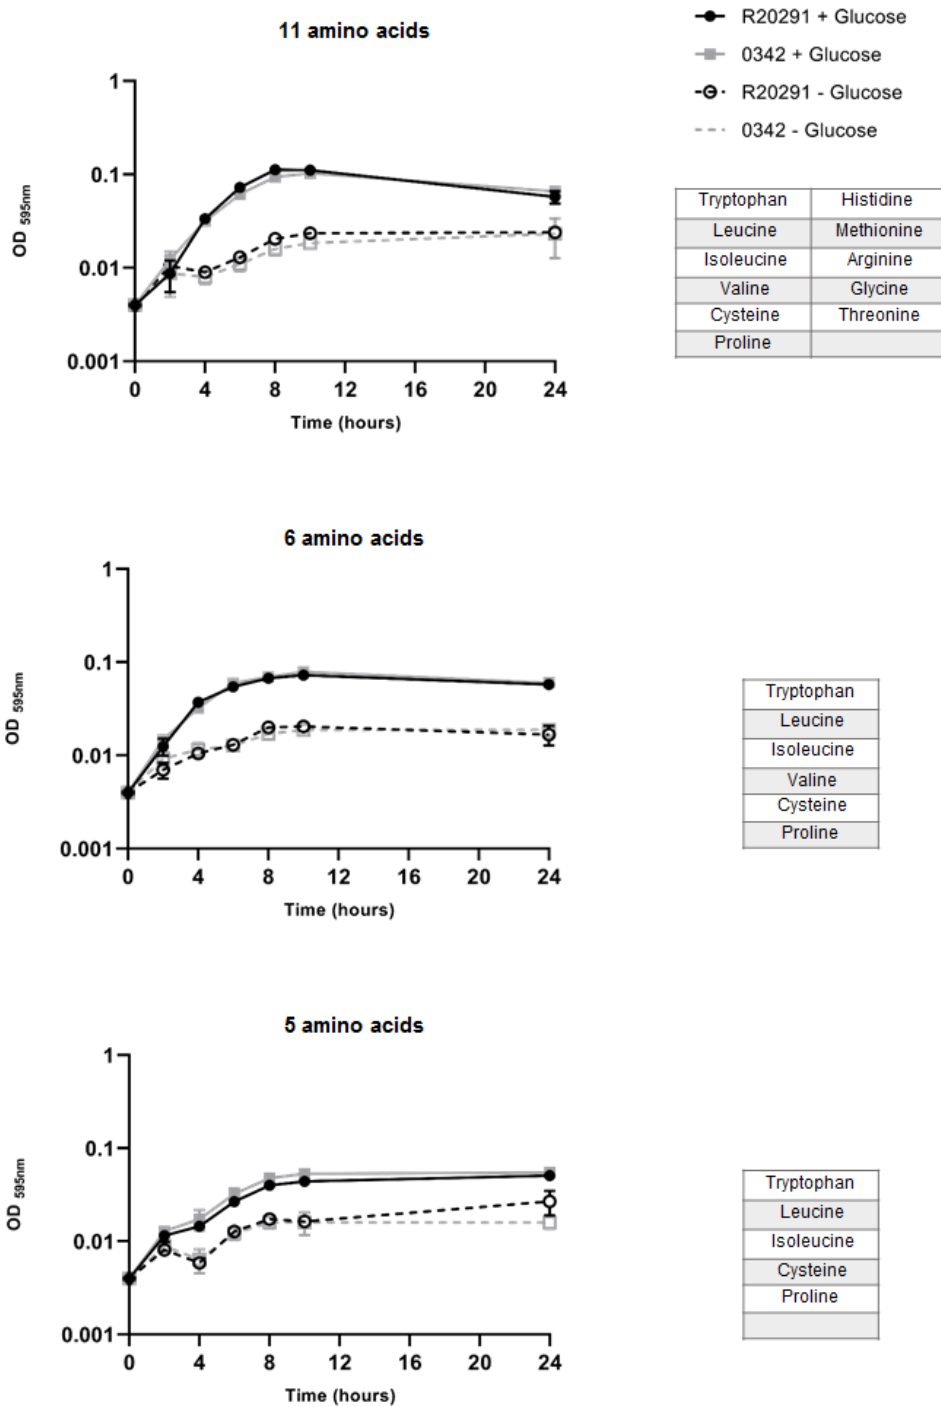 11 amino acids
R20291 + Glucose
0342 + Glucose
R20291 - Glucose
0342 - Glucose
1
0.1
0.01
0.001
OD 595nm
0 4 8 12 16 20 24
Time (hours)
Tryptophan Histidine
Leucine Methionine
Isoleucine Arginine
Valine Glycine
Cysteine Threonine
Proline
6 amino acids
1
0.1
0.01
0.001
OD 595nm
0 4 8 12 16 20 24
Time (hours)
Tryptophan
Leucine
Isoleucine
Valine
Cysteine
Proline
5 amino acids
1
0.1
0.01
0.001
OD 595nm
0 4 8 12 16 20 24
Time (hours)
Tryptophan
Leucine
Isoleucine
Cysteine
Proline